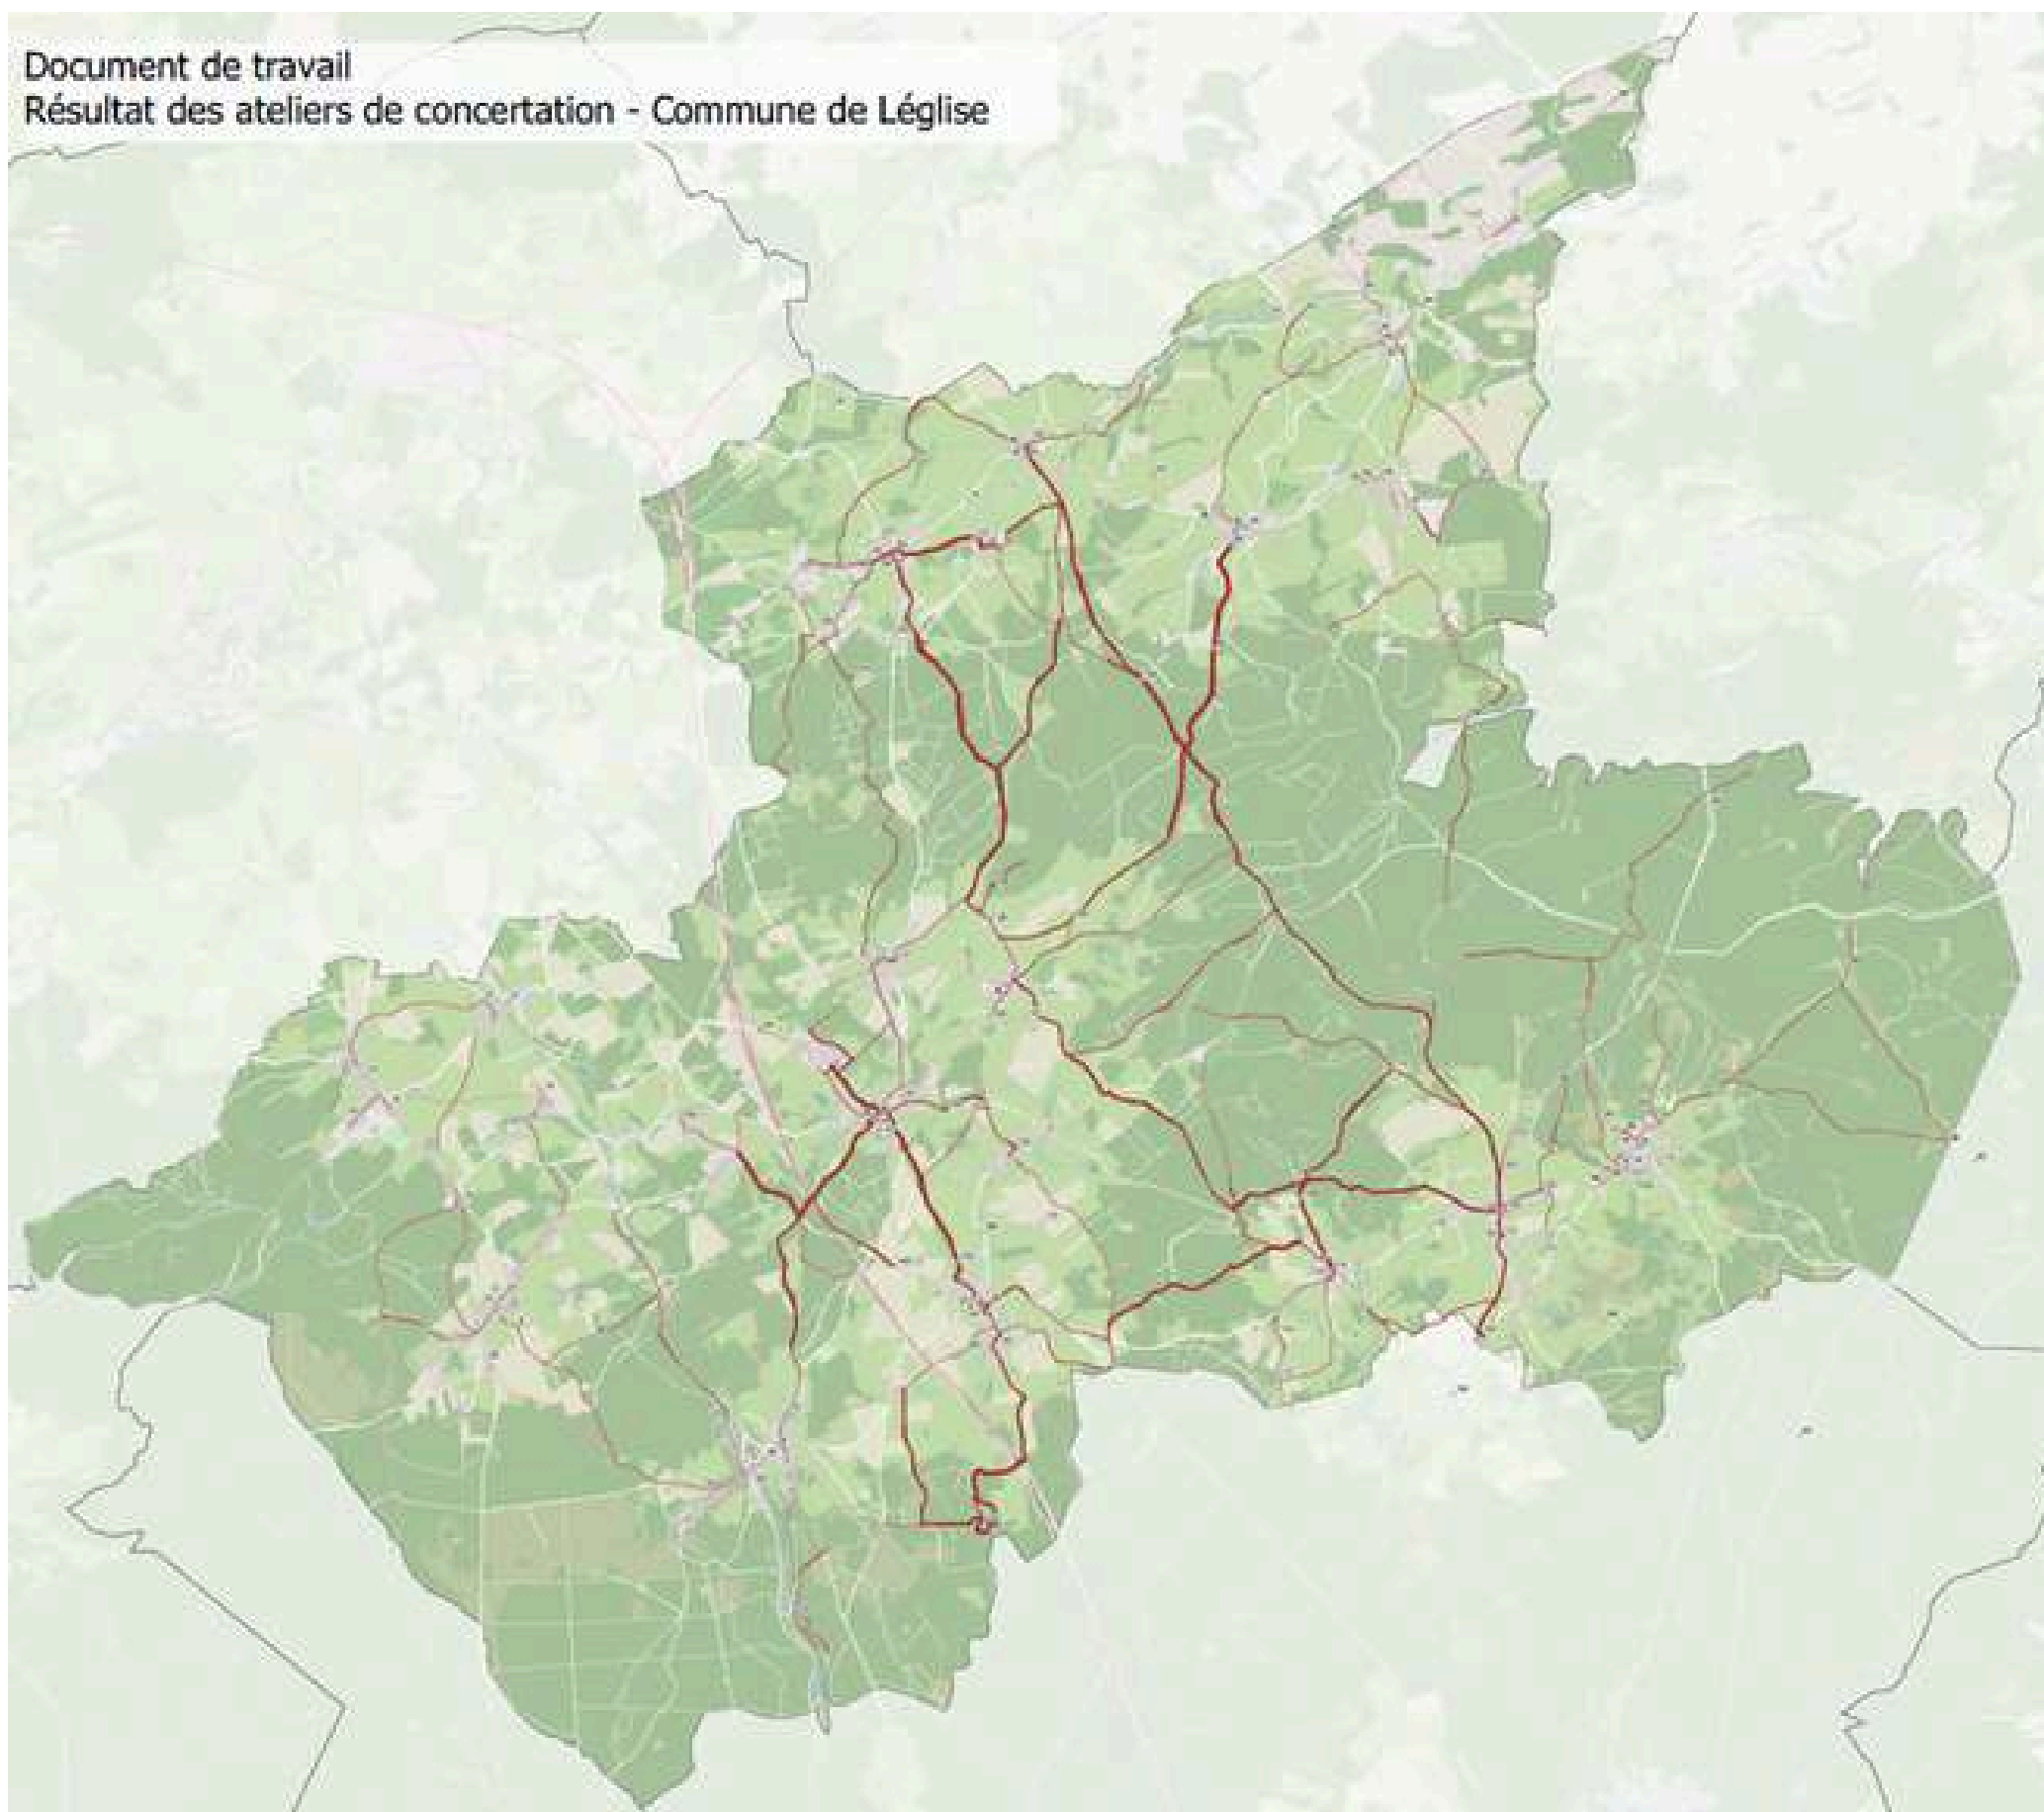 Document de travail
Résultat des ateliers de concertation - Commune de Léglise